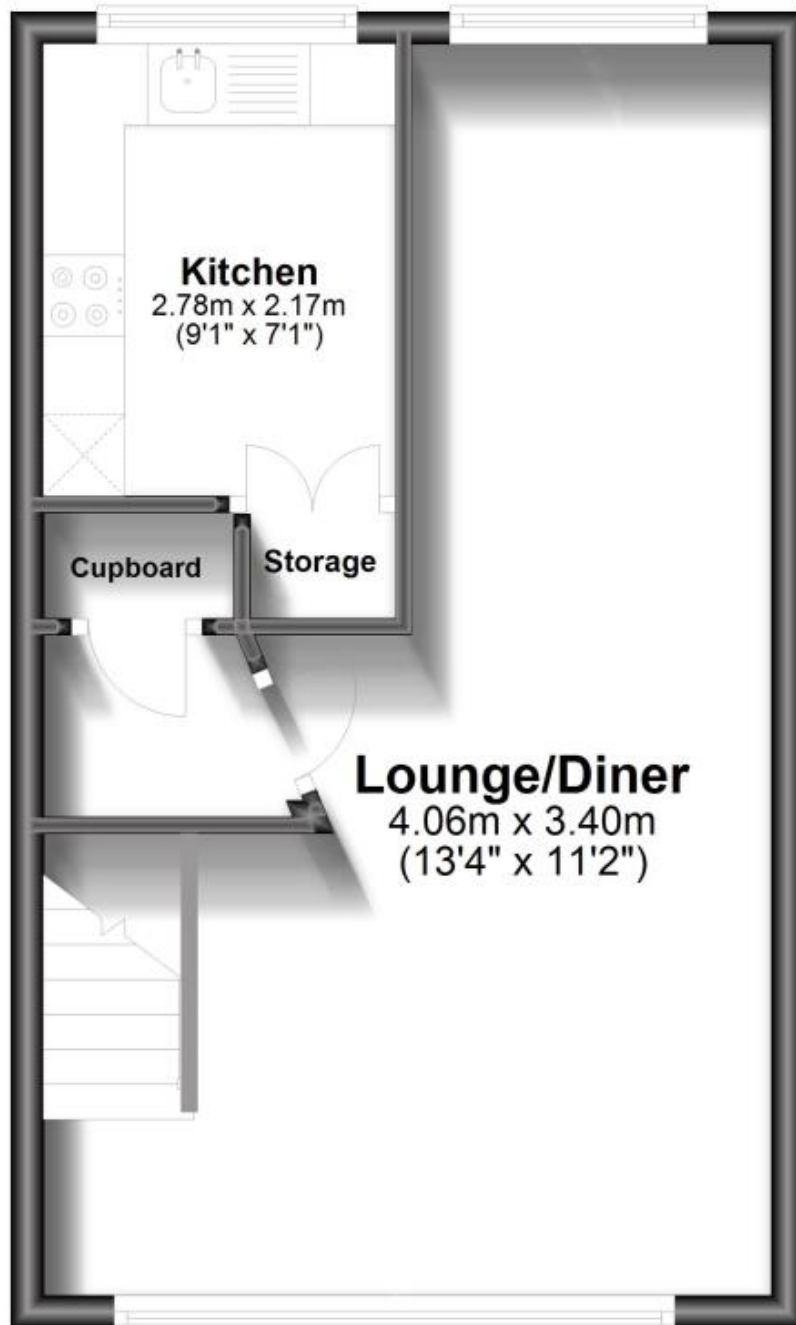 Kitchen
2.78m x 2.17m
(9'1" x 7'1")
Cupboard
Storage
Lounge/Diner
4.06m x 3.40m
(13'4" x 11'2")